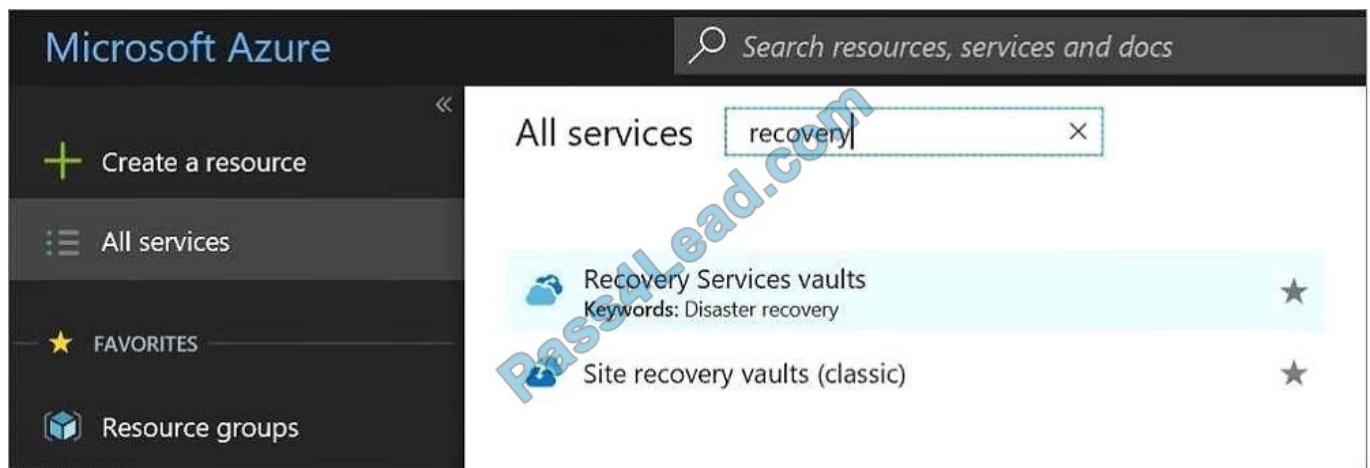 Microsoft Azure
Search resources, services and docs
«
Create a resource
All services
FAVORITES
Resource groups
All services
recovery
Recovery Services vaults
Keywords: Disaster recovery
Site recovery vaults (classic)
Pass4Lead.com